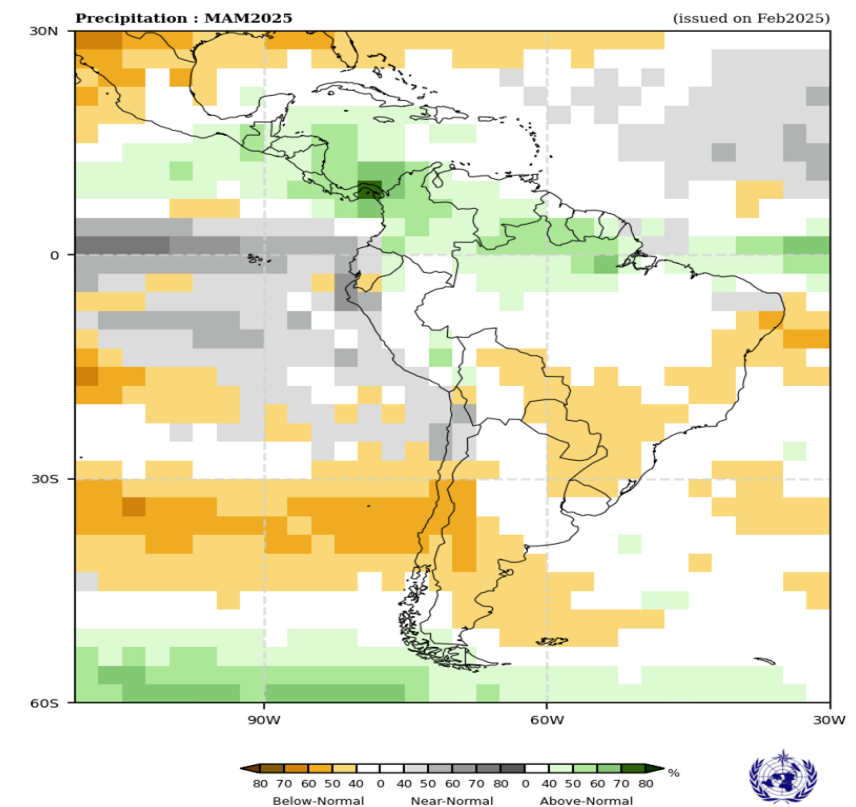 Precipitation : MAM2025 (issued on Feb2025)
30N
0
30S
60S
90W 60W 30W
80 70 60 50 40 0 40 50 60 70 80 0 40 50 60 70 80 %
Below-Normal Near-Normal Above-Normal